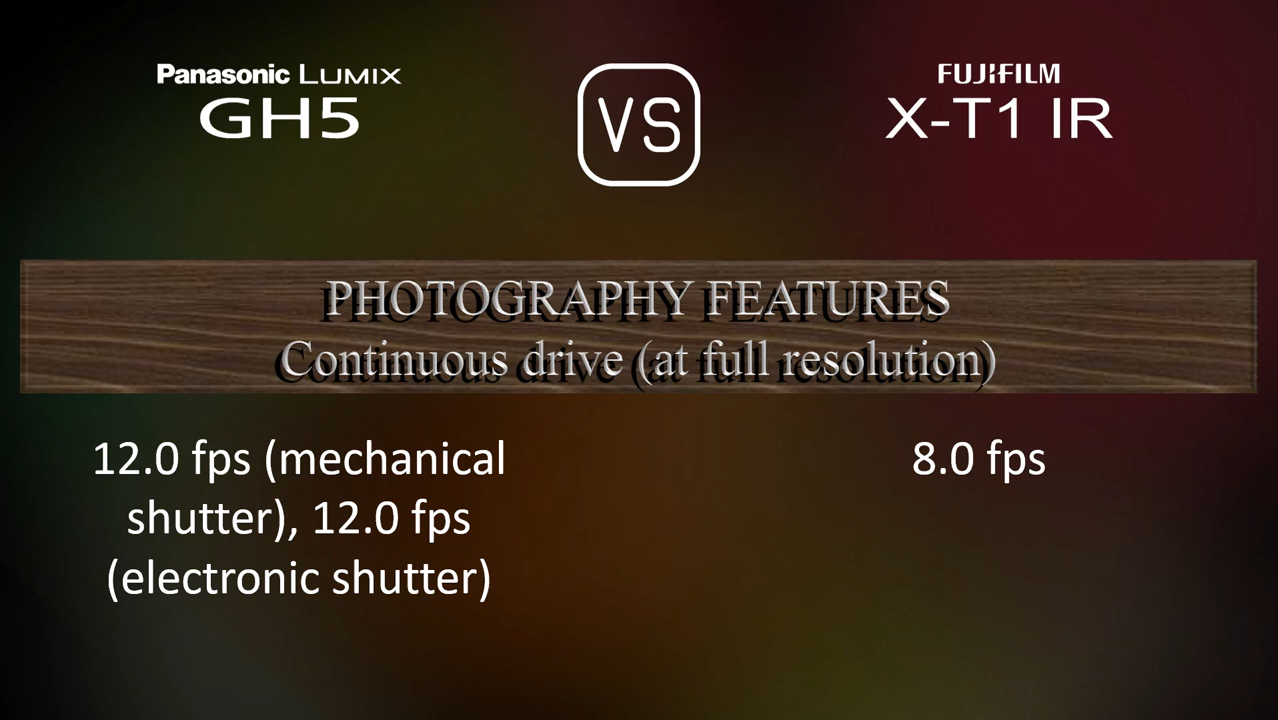 Panasonic LUMIX
GH5
VS
FUJIFILM
X-T1 IR
PHOTOGRAPHY FEATURES
Continuous drive (at full resolution)
12.0 fps (mechanical
shutter), 12.0 fps
(electronic shutter)
8.0 fps